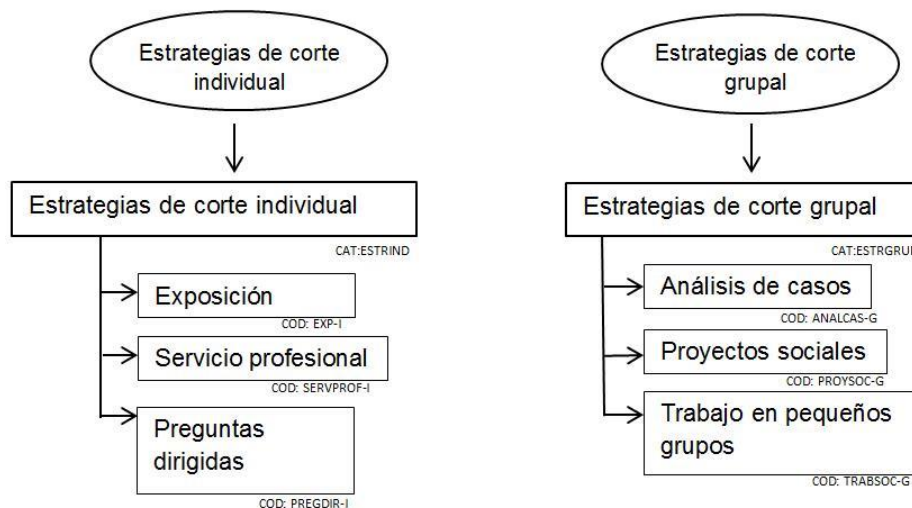 Estrategias de corte
individual
Estrategias de corte individual
CAT:ESTRIND
Exposición
COD: EXP-I
Servicio profesional
COD: SERVPROF-I
Preguntas
dirigidas
COD: PREGDIR-I
Estrategias de corte
grupal
Estrategias de corte grupal
CAT:ESTRGRUP
Análisis de casos
COD: ANALCAS-G
Proyectos sociales
COD: PROYSOC-G
Trabajo en pequeños
grupos
COD: TRABSOC-G